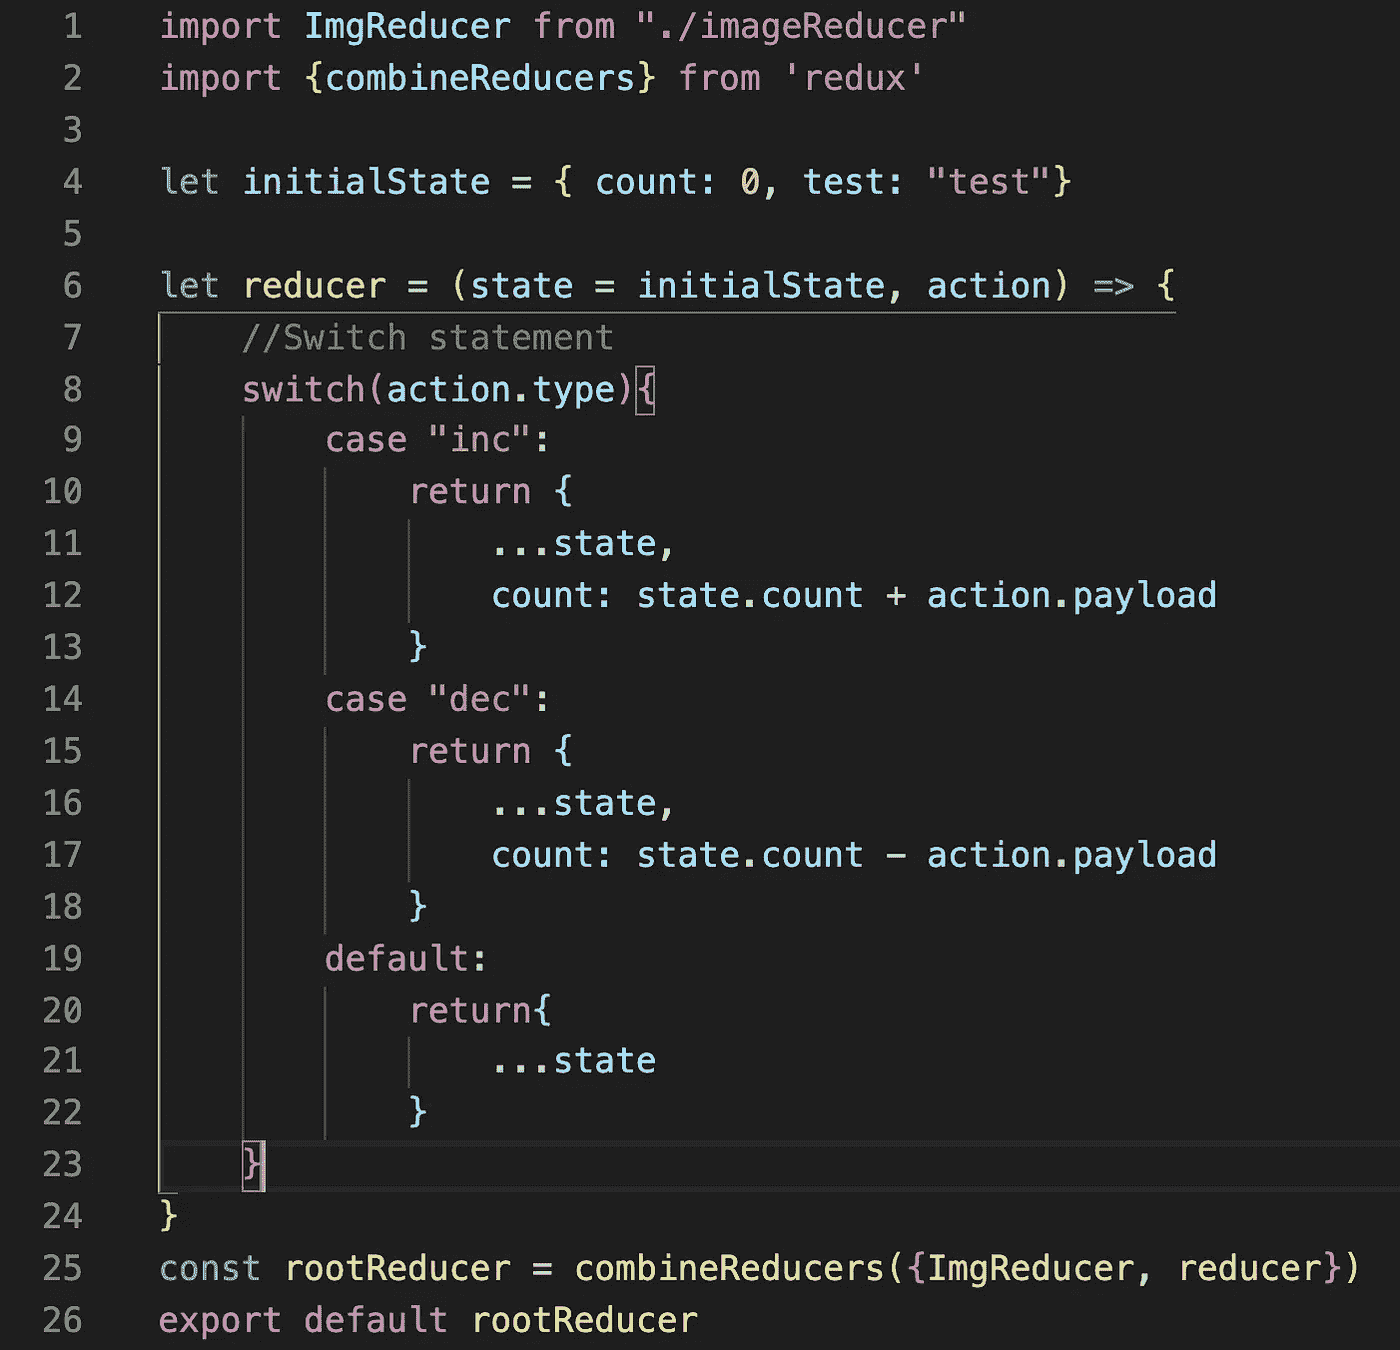 1 import ImgReducer from "./imageReducer"
2 import {combineReducers} from 'redux'
3
4 let initialState = { count: 0, test: "test"}
5
6 let reducer = (state = initialState, action) => {
7 //Switch statement
8 switch(action.type){
9 case "inc":
10 return {
11 ...state,
12 count: state.count + action.payload
13 }
14 case "dec":
15 return {
16 ...state,
17 count: state.count - action.payload
18 }
19 default:
20 return{
21 ...state
22 }
23 }
24 }
25 const rootReducer = combineReducers({ImgReducer, reducer})
26 export default rootReducer